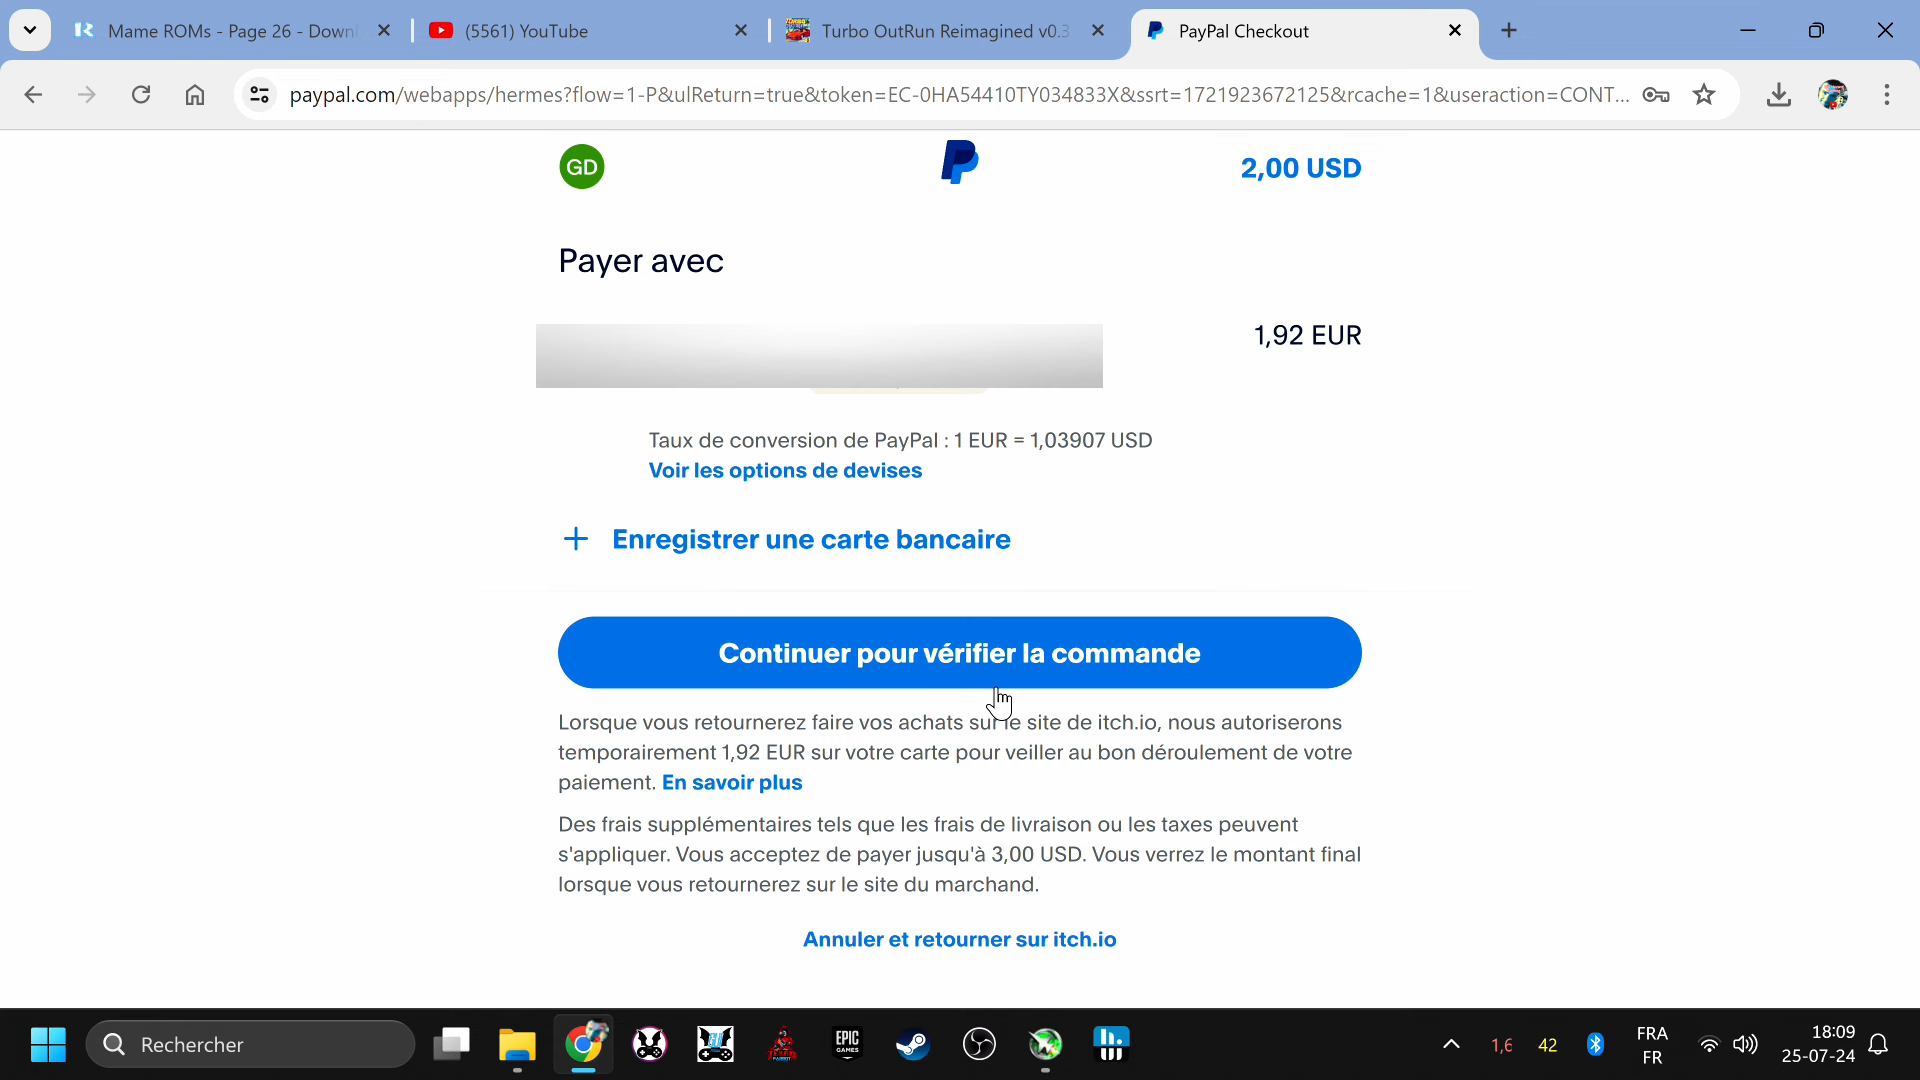 Mame ROMs - Page 26 - Down
(5561) YouTube
Turbo OutRun Reimagined v0.3
PayPal Checkout
paypal.com/webapps/hermes?flow=1-P&ulReturn=true&token=EC-0HA54410TY034833X&ssrt=1721923672125&rcache=1&useraction=CONT...
GD
2,00 USD
Payer avec
1,92 EUR
Taux de conversion de PayPal : 1 EUR = 1,03907 USD
Voir les options de devises
+ Enregistrer une carte bancaire
Continuer pour vérifier la commande
Lorsque vous retournerez faire vos achats sur le site de itch.io, nous autoriserons
temporairement 1,92 EUR sur votre carte pour veiller au bon déroulement de votre
paiement. En savoir plus
Des frais supplémentaires tels que les frais de livraison ou les taxes peuvent
s'appliquer. Vous acceptez de payer jusqu'à 3,00 USD. Vous verrez le montant final
lorsque vous retournerez sur le site du marchand.
Annuler et retourner sur itch.io
Rechercher
EPIC
GAMES
1,6
42
FRA
FR
18:09
25-07-24